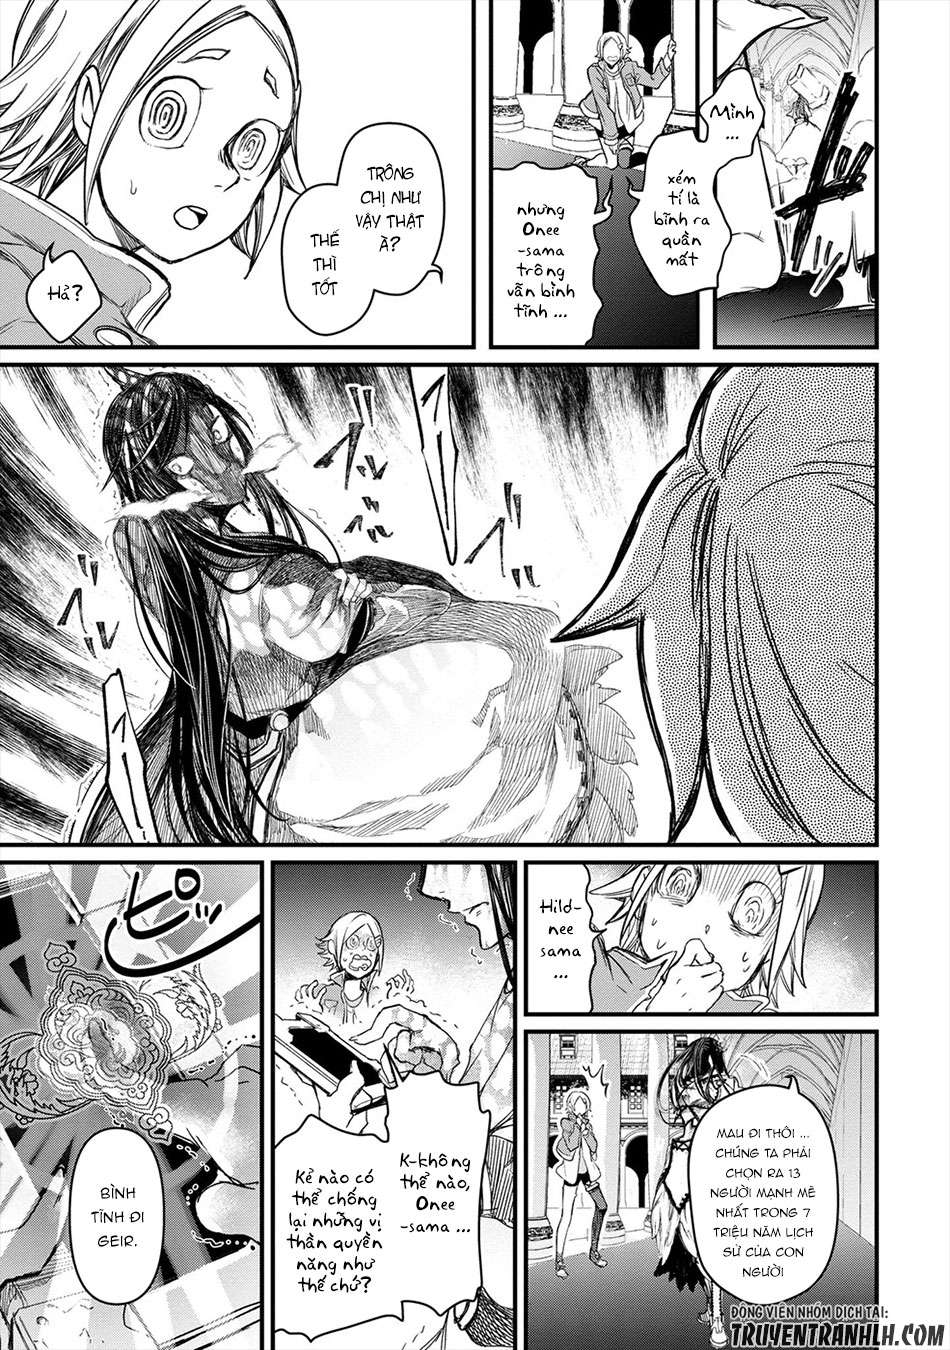 Mình
...
xém
tí là
bĩnh ra
quần
mất
nhưng
Onee
-sama
trông
vẫn bình
tĩnh ...
TRÔNG
CHỊ NHƯ
VẬY THẬT
À?
THẾ
THÌ
TỐT
Hả?
Hild-
nee
sama
...
MAU ĐI THÔI ...
CHÚNG TA PHẢI
CHỌN RA 13
NGƯỜI MẠNH MẼ
NHẤT TRONG 7
TRIỆU NĂM LỊCH
SỬ CỦA CON
NGƯỜI
K-không
thể nào,
Onee
-sama ...
Kẻ nào có
thể chống
lại những vị
thần quyền
năng như
thế chứ?
ピッ
BÌNH
TĨNH ĐI
GEIR.
ĐỘNG VIÊN NHÓM DỊCH TẠI:
TRUYENTRANHLH.COM